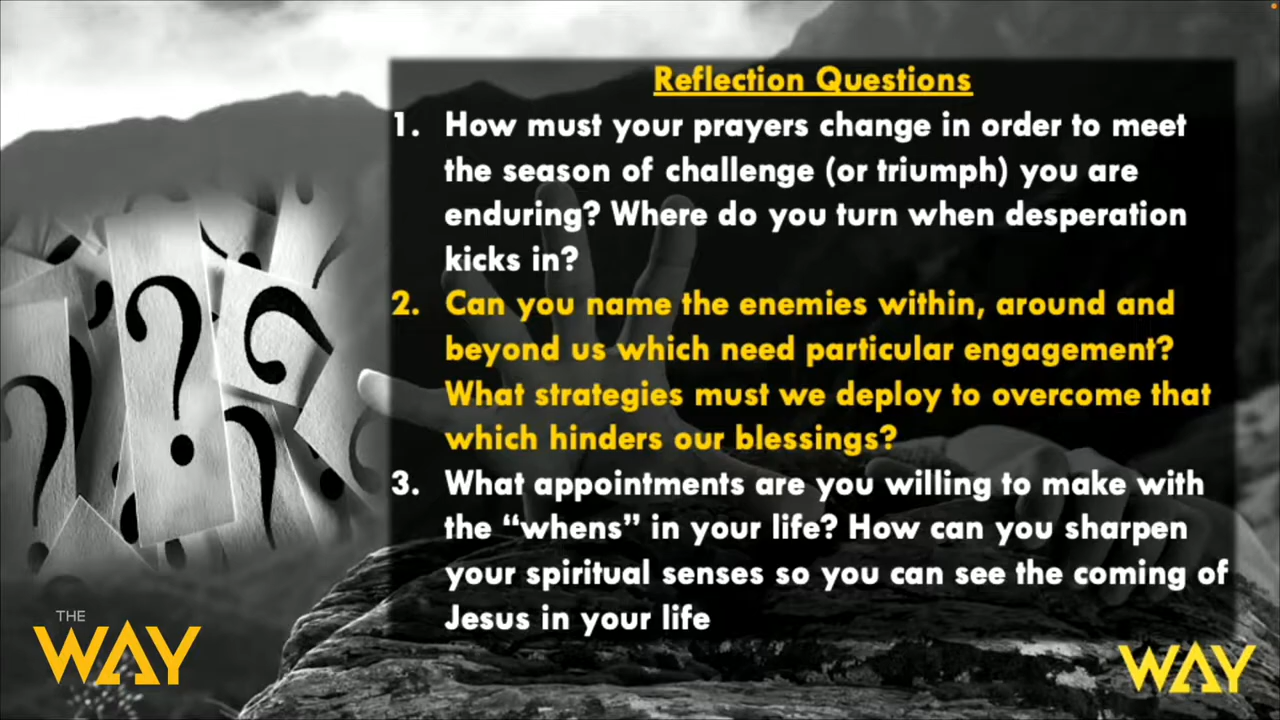 Reflection Questions
1. How must your prayers change in order to meet
the season of challenge (or triumph) you are
enduring? Where do you turn when desperation
kicks in?
2. Can you name the enemies within, around and
beyond us which need particular engagement?
What strategies must we deploy to overcome that
which hinders our blessings?
3. What appointments are you willing to make with
the “whens” in your life? How can you sharpen
your spiritual senses so you can see the coming of
Jesus in your life
THE
WAY
WAY